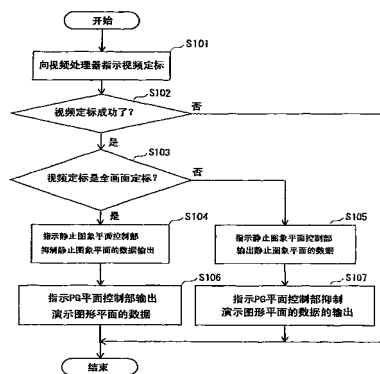 开始
S101
向视频处理器指示视频定标
S102
视频定标成功了?
否
是
S103
视频定标是全画面定标?
否
是
S104
指示静止图象平面控制部
抑制静止图象平面的数据输出
S105
指示静止图象平面控制部
输出静止图象平面的数据
S106
指示PG平面控制部输出
演示图形平面的数据
S107
指示PG平面控制部抑制
演示图形平面的数据的输出
结束